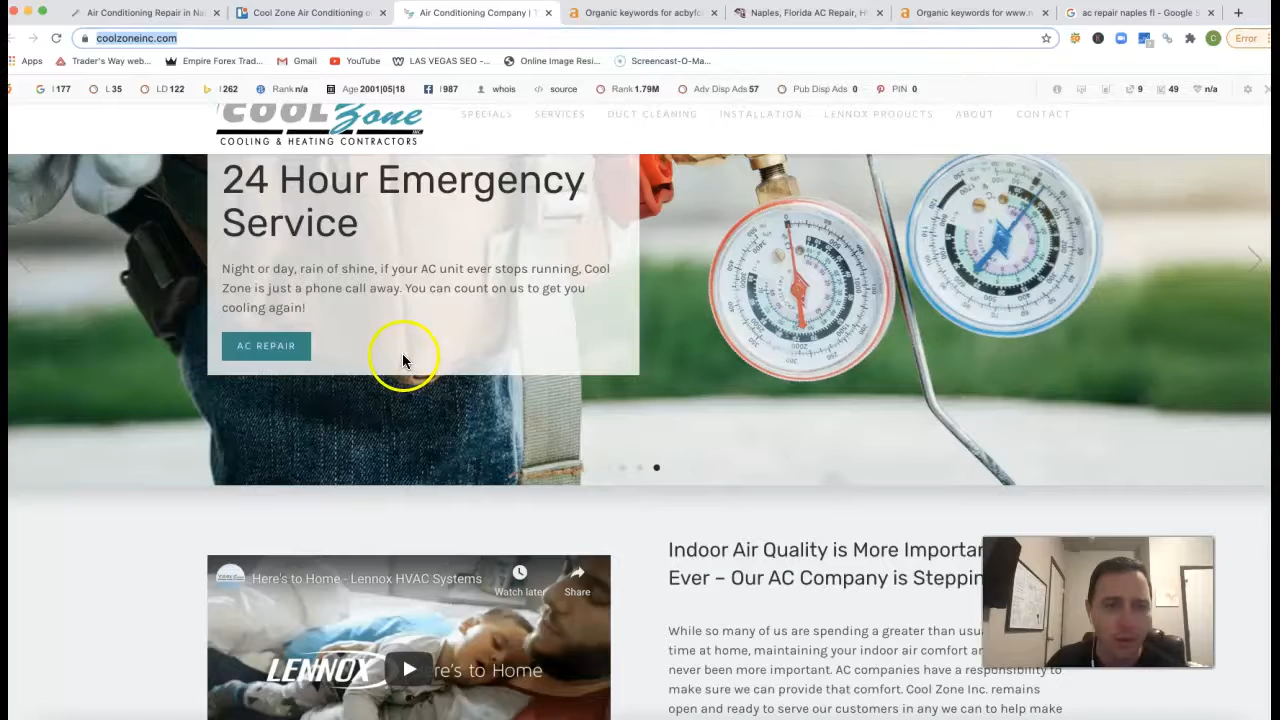 Air Conditioning Repair in Na
Cool Zone Air Conditioning o
Air Conditioning Company | T
Organic keywords for acbyfc
Naples, Florida AC Repair, H
Organic keywords for www.n
ac repair naples fl - Google S
coolzoneinc.com
Error
Apps
Trader's Way web...
Empire Forex Trad...
Gmail
YouTube
LAS VEGAS SEO -...
Online Image Resi...
Screencast-O-Ma...
I 177
L 35
LD 122
I 262
Rank n/a
Age 2001|05|18
I 987
whois
source
Rank 1.79M
Adv Disp Ads 57
Pub Disp Ads 0
PIN 0
9
49
n/a
COOL Zone INC
COOLING & HEATING CONTRACTORS
SPECIALS
SERVICES
DUCT CLEANING
INSTALLATION
LENNOX PRODUCTS
ABOUT
CONTACT
24 Hour Emergency
Service
Night or day, rain of shine, if your AC unit ever stops running, Cool
Zone is just a phone call away. You can count on us to get you
cooling again!
AC REPAIR
Here's to Home - Lennox HVAC Systems
Watch later
Share
LENNOX
ere's to Home
Indoor Air Quality is More Importan
Ever – Our AC Company is Steppin
While so many of us are spending a greater than usu
time at home, maintaining your indoor air comfort an
never been more important. AC companies have a responsibility to
make sure we can provide that comfort. Cool Zone Inc. remains
open and ready to serve our customers in any we can to help make